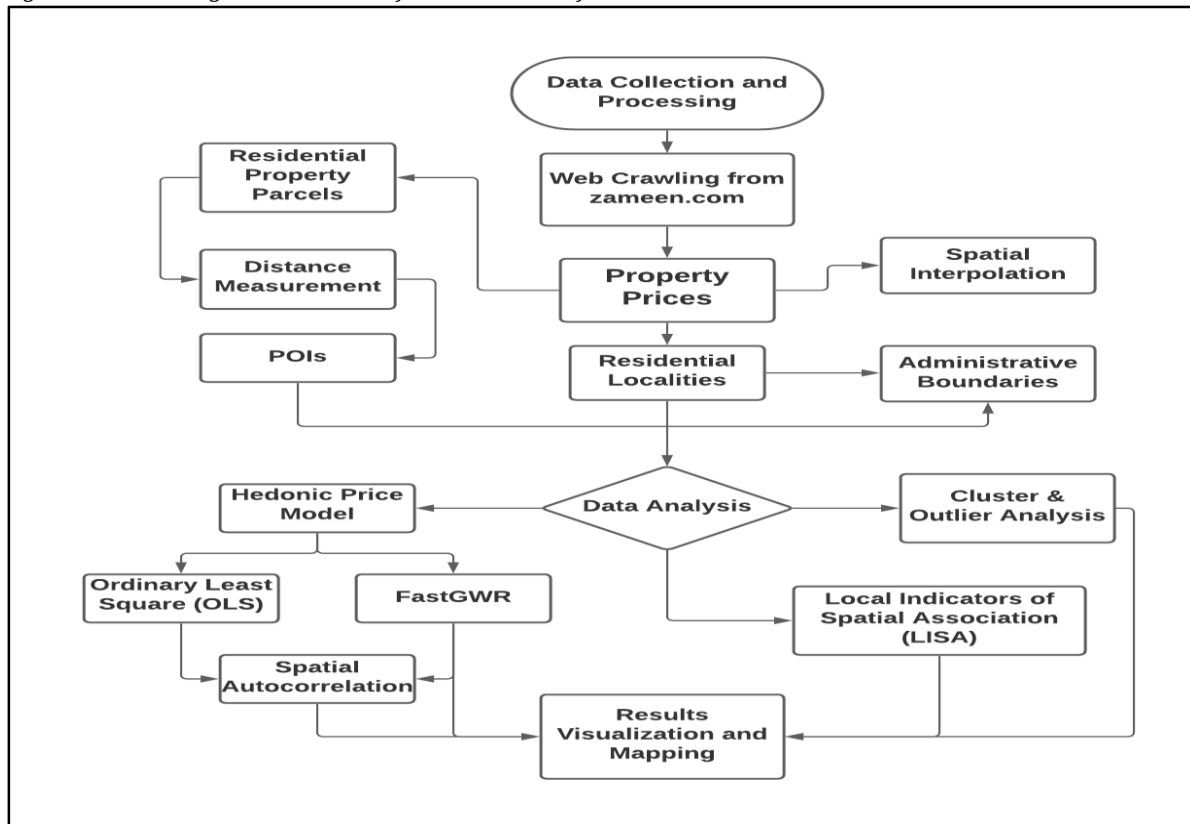 Data Collection and
Processing
Residential
Property
Parcels
Web Crawling from
zameen.com
Distance
Measurement
Property
Prices
Spatial
Interpolation
POIs
Residential
Localities
Administrative
Boundaries
Hedonic Price
Model
Data Analysis
Cluster &
Outlier Analysis
Ordinary Least
Square (OLS)
FastGWR
Local Indicators of
Spatial Association
(LISA)
Spatial
Autocorrelation
Results
Visualization and
Mapping